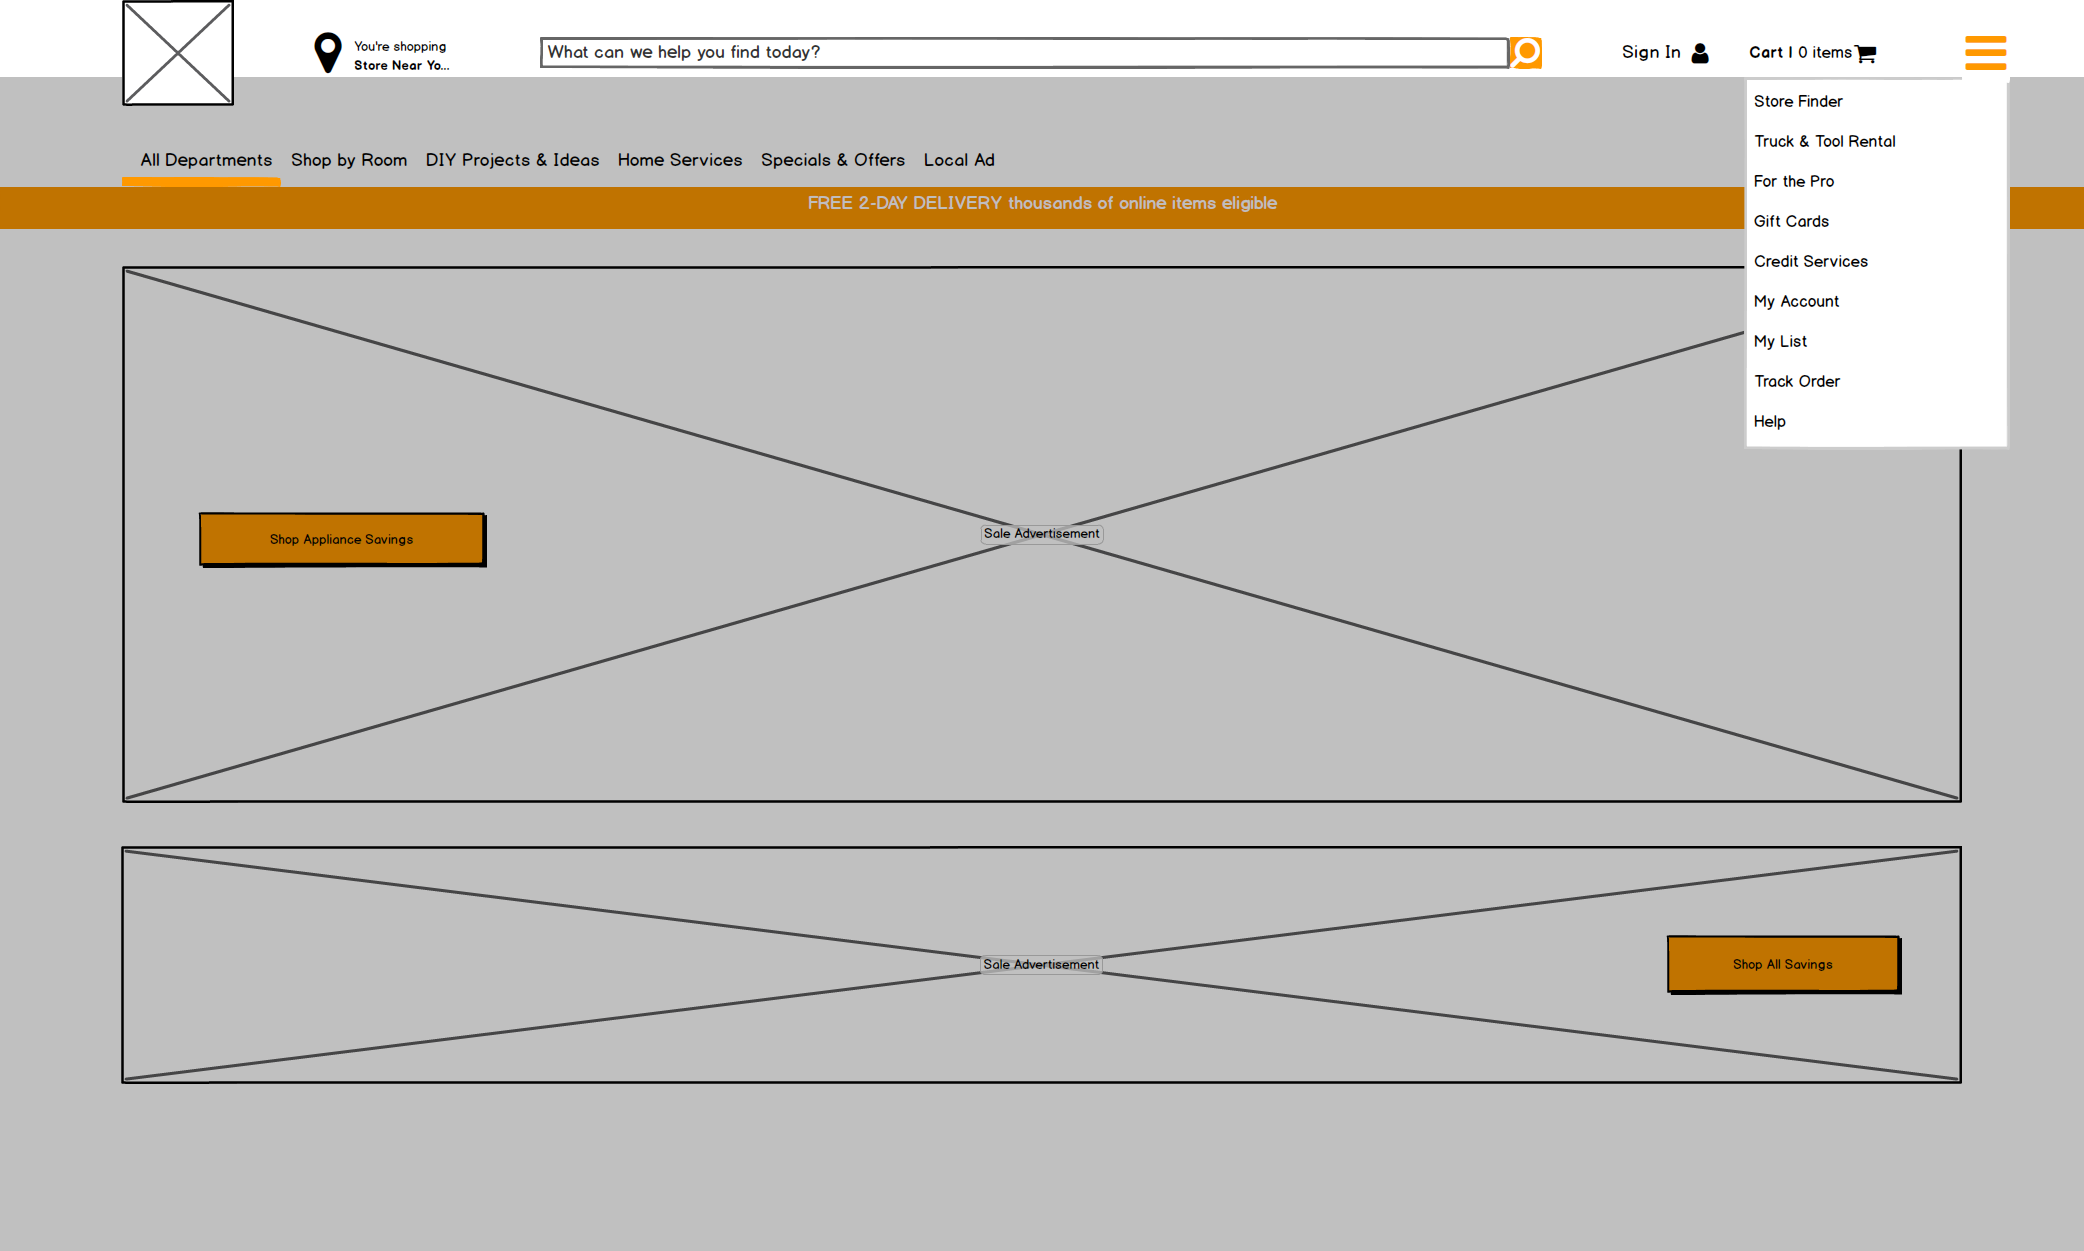 You're shopping
Store Near Yo...
What can we help you find today?
Sign In
Cart | 0 items
Store Finder
Truck & Tool Rental
For the Pro
Gift Cards
Credit Services
My Account
My List
Track Order
Help
All Departments Shop by Room DIY Projects & Ideas Home Services Specials & Offers Local Ad
FREE 2-DAY DELIVERY thousands of online items eligible
Shop Appliance Savings
Sale Advertisement
Sale Advertisement
Shop All Savings